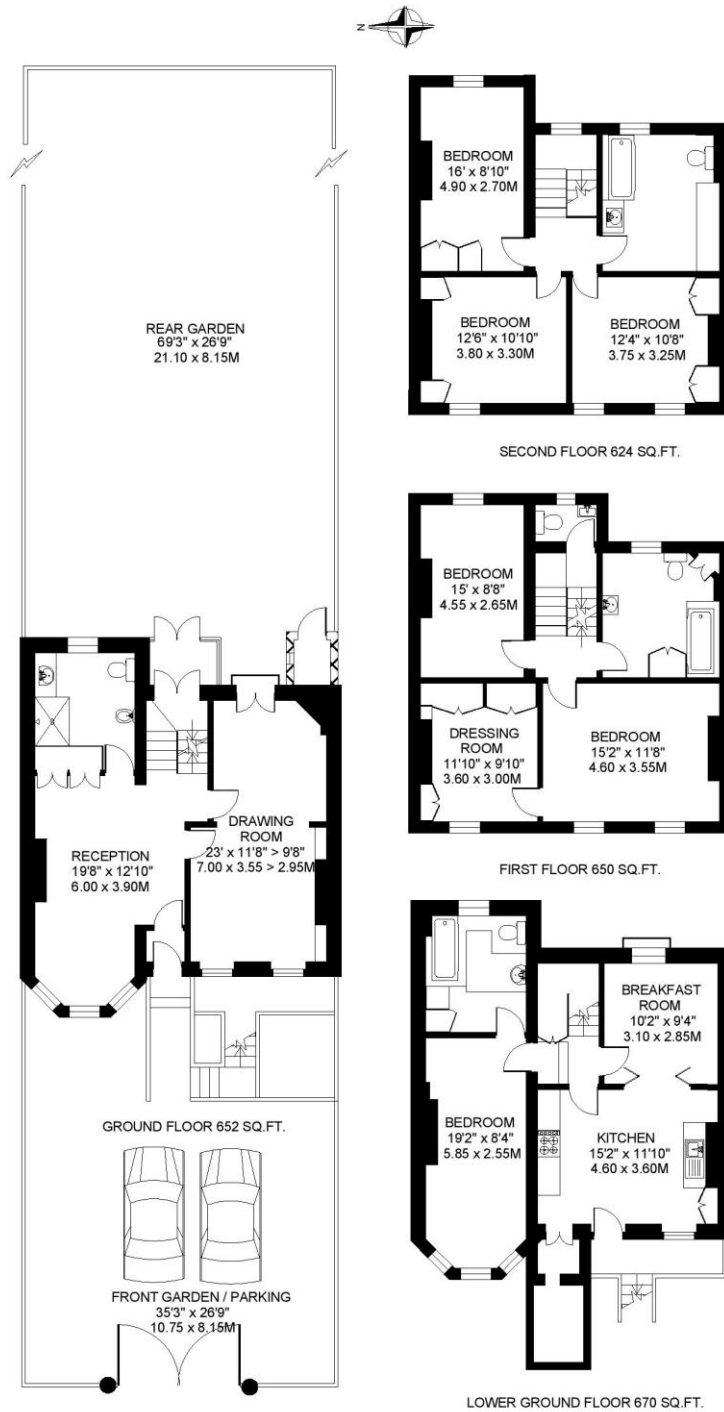 N
REAR GARDEN
69'3" x 26'9"
21.10 x 8.15M
RECEPTION
19'8" x 12'10"
6.00 x 3.90M
DRAWING
ROOM
23' x 11'8" > 9'8"
7.00 x 3.55 > 2.95M
GROUND FLOOR 652 SQ.FT.
FRONT GARDEN / PARKING
35'3" x 26'9"
10.75 x 8.15M
BEDROOM
16' x 8'10"
4.90 x 2.70M
BEDROOM
12'6" x 10'10"
3.80 x 3.30M
BEDROOM
12'4" x 10'8"
3.75 x 3.25M
SECOND FLOOR 624 SQ.FT.
BEDROOM
15' x 8'8"
4.55 x 2.65M
DRESSING
ROOM
11'10" x 9'10"
3.60 x 3.00M
BEDROOM
15'2" x 11'8"
4.60 x 3.55M
FIRST FLOOR 650 SQ.FT.
BREAKFAST
ROOM
10'2" x 9'4"
3.10 x 2.85M
BEDROOM
19'2" x 8'4"
5.85 x 2.55M
KITCHEN
15'2" x 11'10"
4.60 x 3.60M
LOWER GROUND FLOOR 670 SQ.FT.